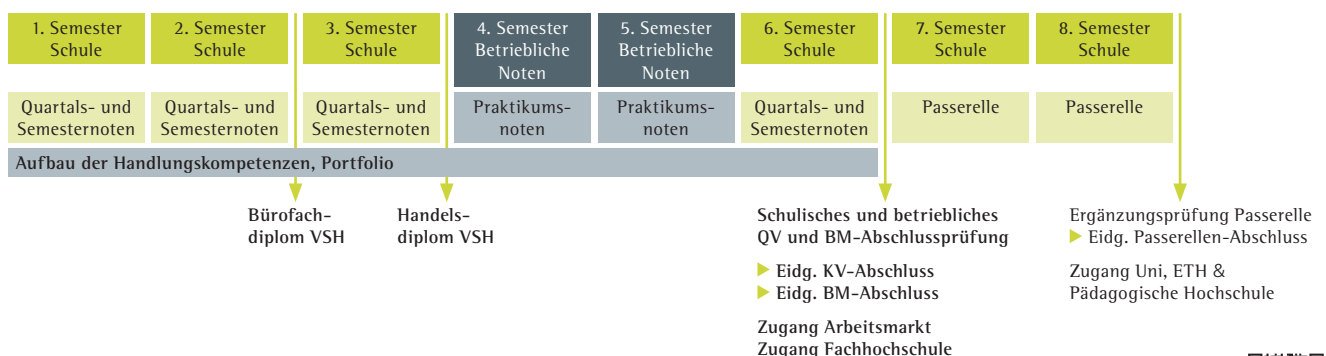 1. Semester
Schule
2. Semester
Schule
3. Semester
Schule
4. Semester
Betriebliche
Noten
5. Semester
Betriebliche
Noten
6. Semester
Schule
7. Semester
Schule
8. Semester
Schule
Quartals- und
Semesternoten
Quartals- und
Semesternoten
Quartals- und
Semesternoten
Praktikums-
noten
Praktikums-
noten
Quartals- und
Semesternoten
Passerelle
Passerelle
Aufbau der Handlungskompetenzen, Portfolio
Bürofach-
diplom VSH
Handels-
diplom VSH
Schulisches und betriebliches
QV und BM-Abschlussprüfung
Eidg. KV-Abschluss
Eidg. BM-Abschluss
Zugang Arbeitsmarkt
Zugang Fachhochschule
Ergänzungsprüfung Passerelle
Eidg. Passerellen-Abschluss
Zugang Uni, ETH &
Pädagogische Hochschule